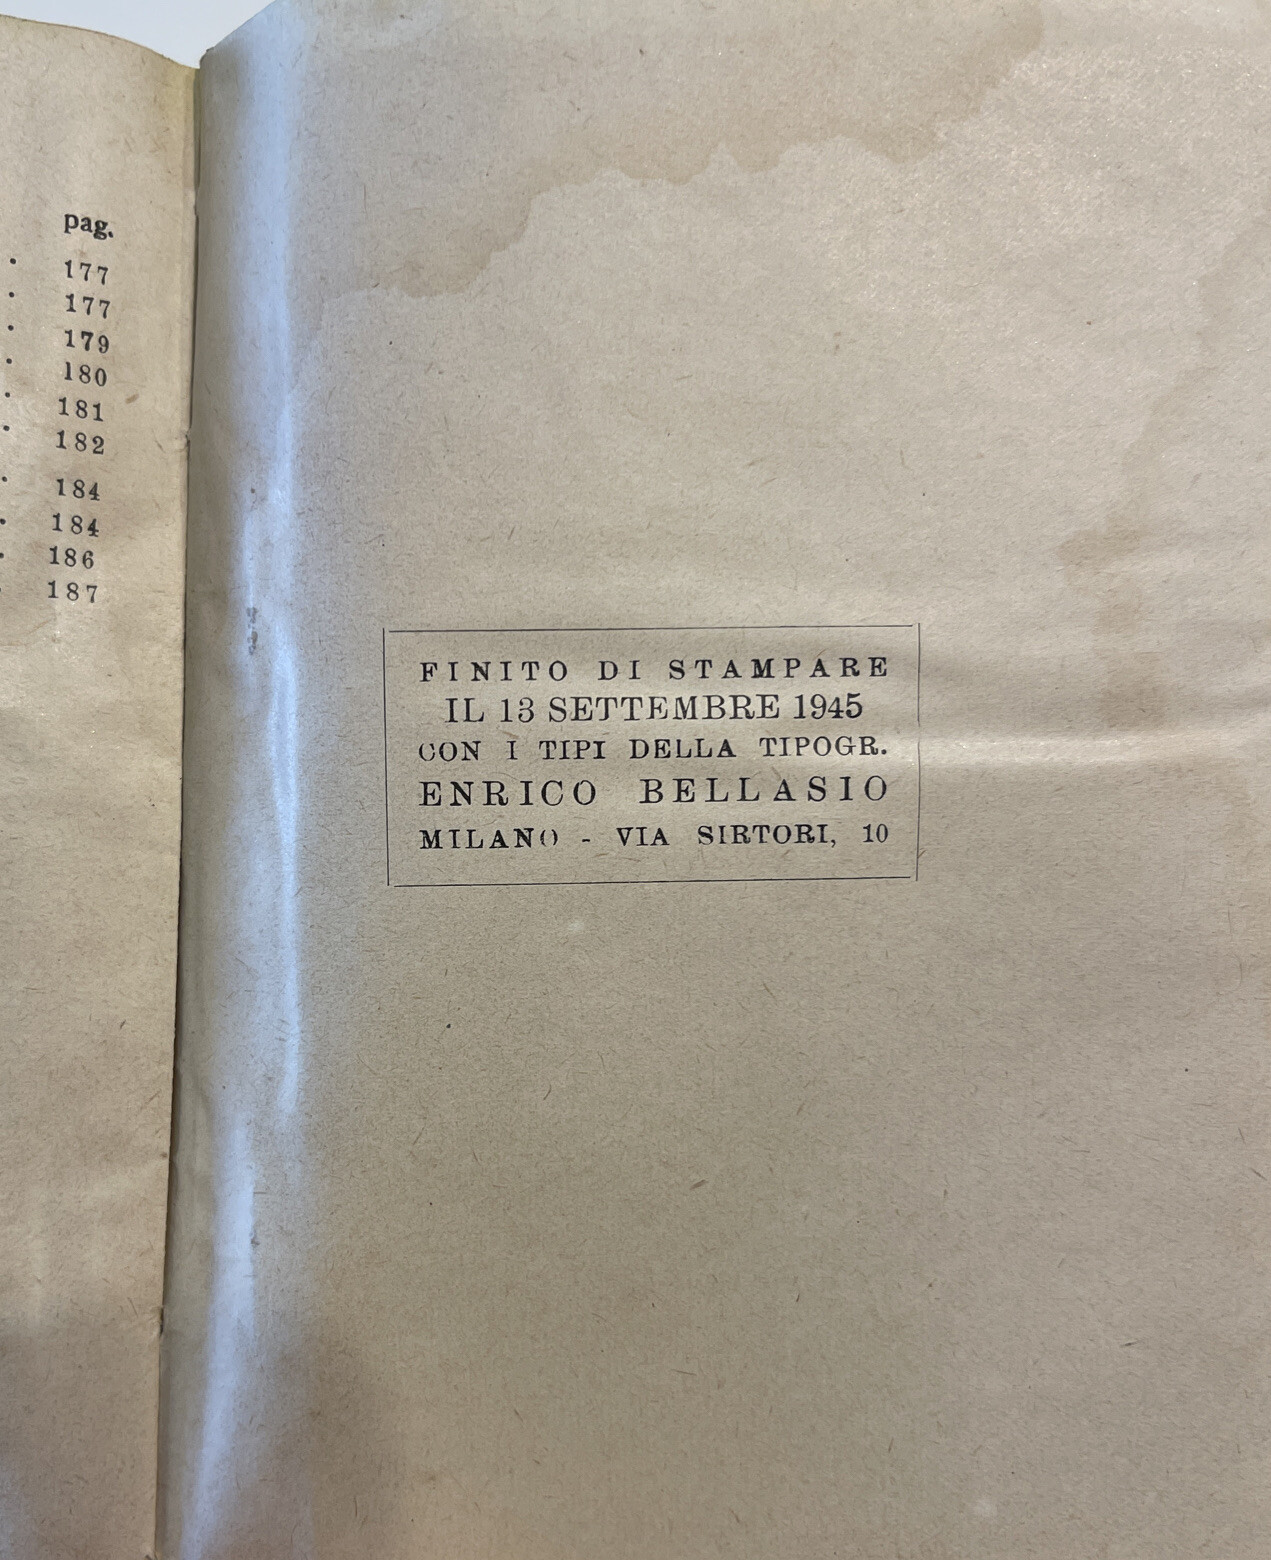 pag.
. 177
. 177
. 179
. 180
. 181
. 182
. 184
. 184
. 186
. 187
FINITO DI STAMPARE
IL 13 SETTEMBRE 1945
CON I TIPI DELLA TIPOGR.
ENRICO BELLASIO
MILANO - VIA SIRTORI, 10